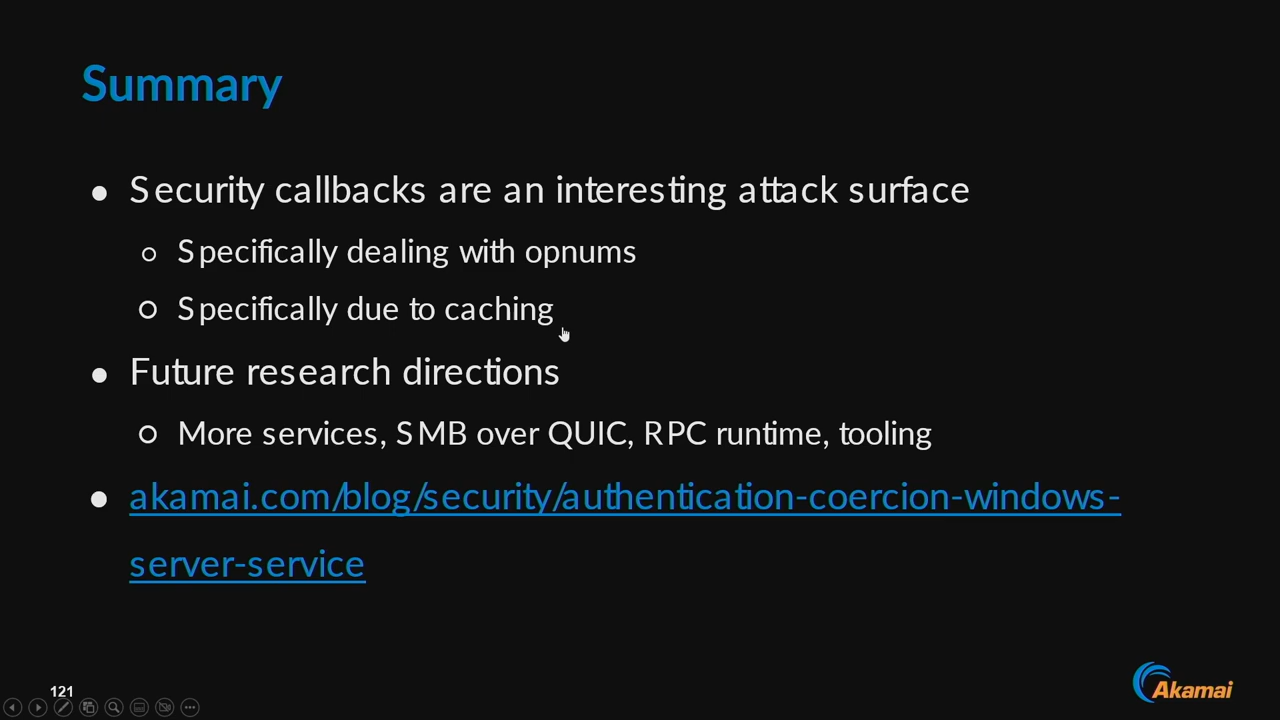 Summary
● Security callbacks are an interesting attack surface
○ Specifically dealing with opnums
○ Specifically due to caching
● Future research directions
○ More services, SMB over QUIC, RPC runtime, tooling
● akamai.com/blog/security/authentication-coercion-windows-
server-service
121
Akamai